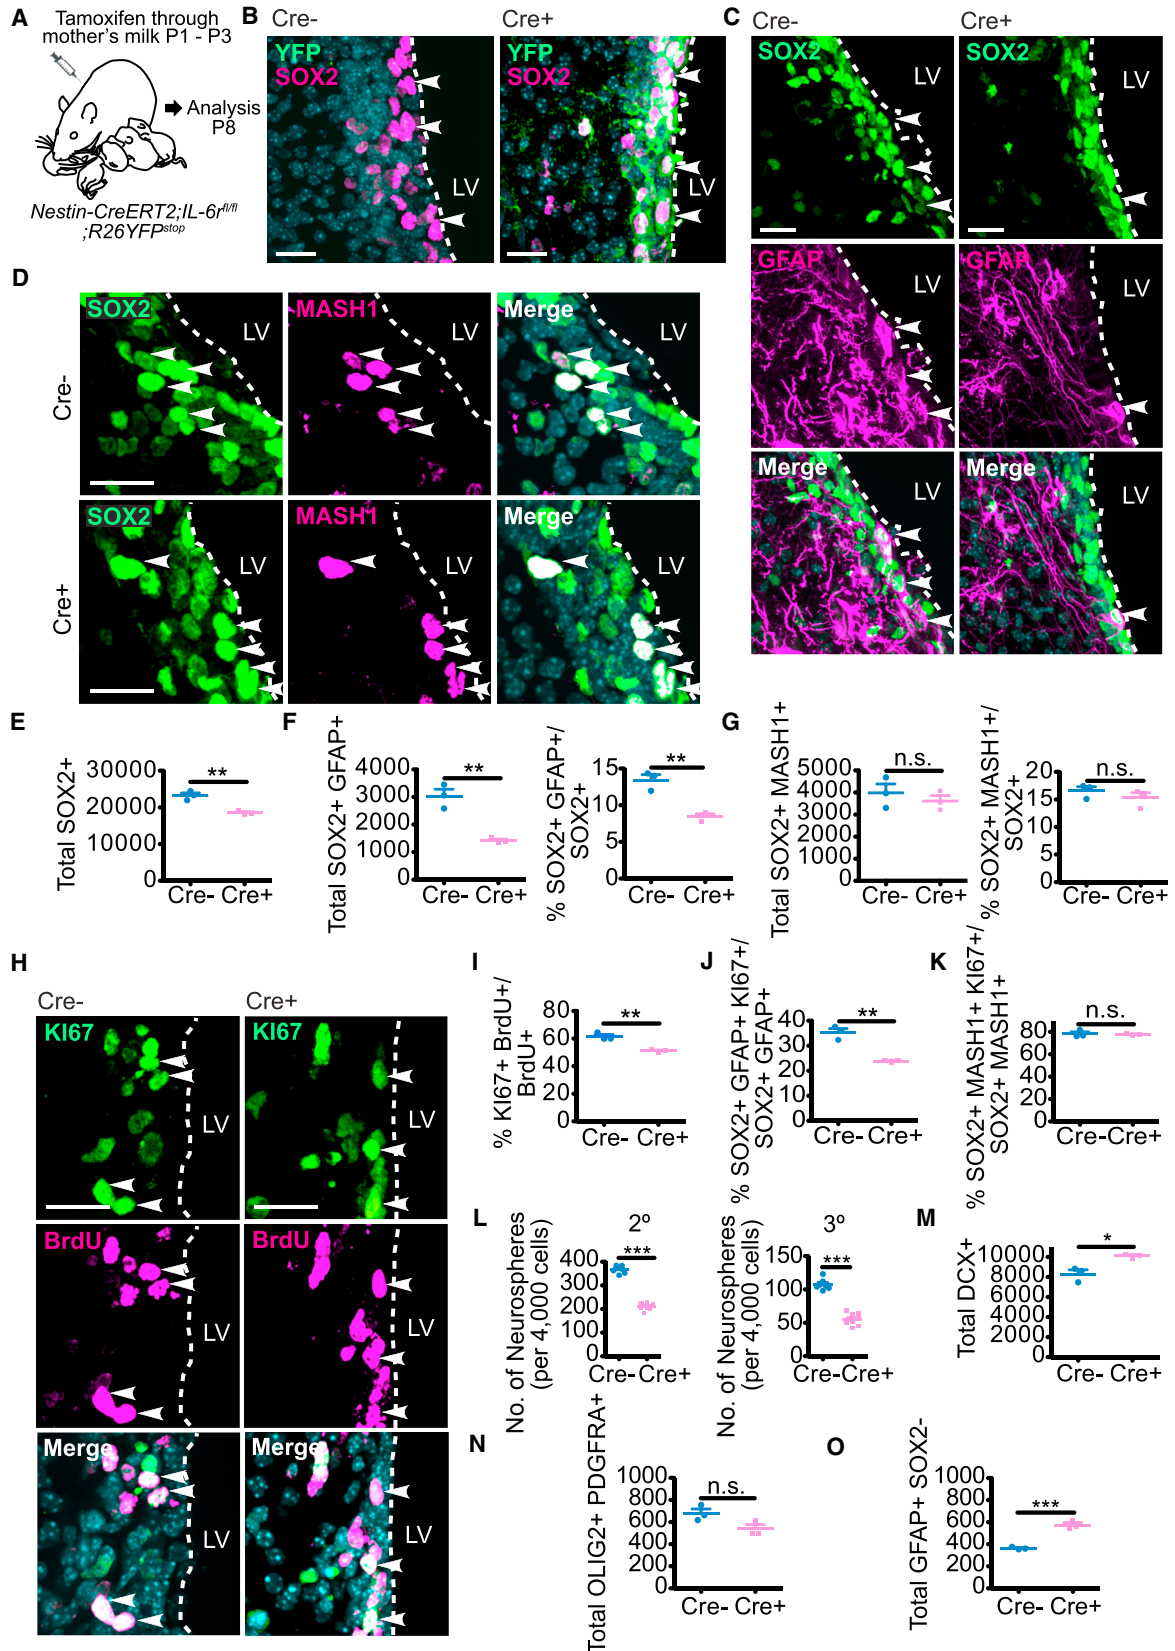 A
Tamoxifen through
mother's milk P1 - P3
Analysis
P8
Nestin-CreERT2;IL-6r^fl/fl
;R26YFP^stop
B
Cre-
Cre+
YFP
SOX2
LV
YFP
SOX2
LV
C
Cre-
Cre+
SOX2
LV
SOX2
LV
GFAP
LV
GFAP
LV
Merge
LV
Merge
LV
D
Cre-
SOX2
LV
MASH1
LV
Merge
LV
Cre+
SOX2
LV
MASH1
LV
Merge
LV
E
Total SOX2+
30000
20000
10000
0
**
Cre- Cre+
F
Total SOX2+ GFAP+
4000
3000
2000
1000
0
**
Cre- Cre+
% SOX2+ GFAP+/
SOX2+
15
10
5
0
**
Cre- Cre+
G
Total SOX2+ MASH1+
5000
4000
3000
2000
1000
0
n.s.
Cre- Cre+
% SOX2+ MASH1+/
SOX2+
20
15
10
5
0
n.s.
Cre- Cre+
H
Cre-
Cre+
KI67
LV
KI67
LV
BrdU
LV
BrdU
LV
Merge
LV
Merge
LV
I
% KI67+ BrdU+/
BrdU+
80
60
40
20
0
**
Cre- Cre+
J
% SOX2+ GFAP+ KI67+/
SOX2+ GFAP+
40
30
20
10
0
**
Cre- Cre+
K
% SOX2+ MASH1+ KI67+/
SOX2+ MASH1+
80
60
40
20
0
n.s.
Cre-Cre+
L
2º
No. of Neurospheres
(per 4,000 cells)
400
300
200
100
0
***
Cre-Cre+
3º
No. of Neurospheres
(per 4,000 cells)
150
100
50
0
***
Cre-Cre+
M
Total DCX+
10000
8000
6000
4000
2000
0
*
Cre- Cre+
N
Total OLIG2+ PDGFRA+
1000
800
600
400
200
0
n.s.
Cre- Cre+
O
Total GFAP+ SOX2-
1000
800
600
400
200
0
***
Cre- Cre+